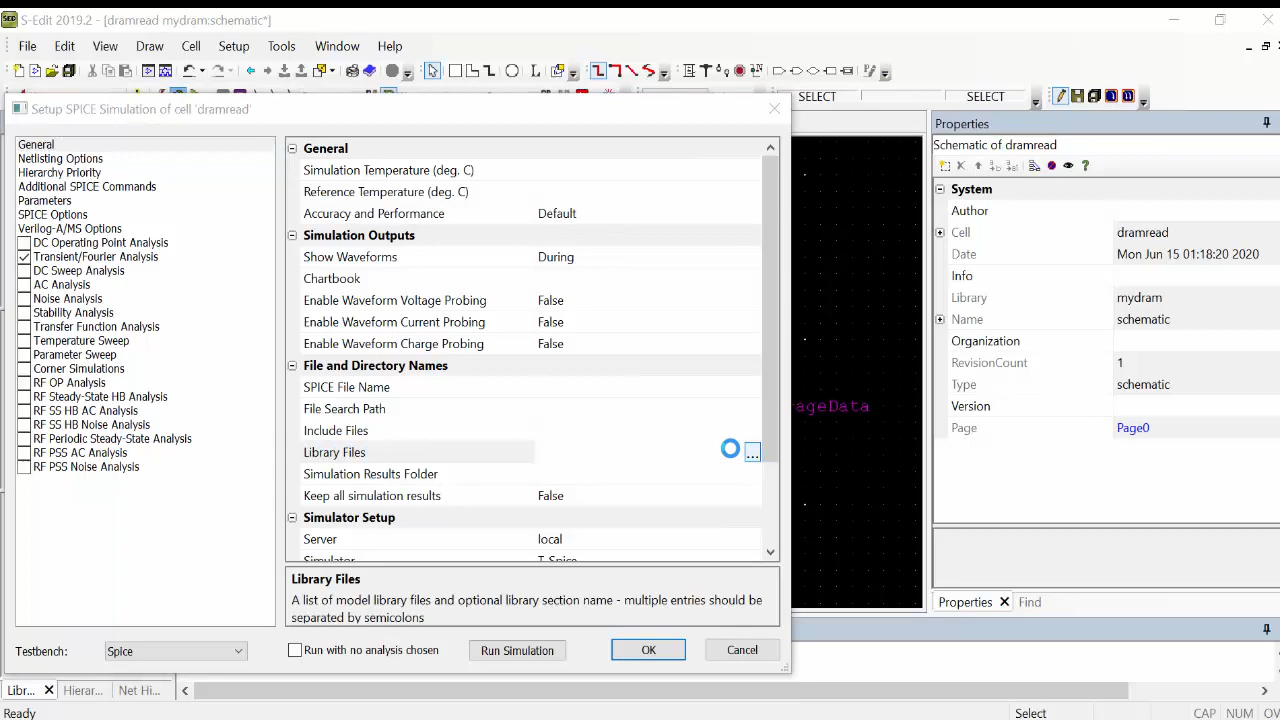 S-Edit 2019.2 - [dramread mydram:schematic*]
File Edit View Draw Cell Setup Tools Window Help
SELECT SELECT
Setup SPICE Simulation of cell 'dramread'
General
Netlisting Options
Hierarchy Priority
Additional SPICE Commands
Parameters
SPICE Options
Verilog-A/MS Options
DC Operating Point Analysis
Transient/Fourler Analysis
DC Sweep Analysis
AC Analysis
Noise Analysis
Stability Analysis
Transfer Function Analysis
Temperature Sweep
Parameter Sweep
Corner Simulations
RF OP Analysis
RF Steady-State HB Analysis
RF SS HB AC Analysis
RF SS HB Noise Analysis
RF Periodic Steady-State Analysis
RF PSS AC Analysis
RF PSS Noise Analysis
General
Simulation Temperature (deg. C)
Reference Temperature (deg. C)
Accuracy and Performance Default
Simulation Outputs
Show Waveforms During
Chartbook
Enable Waveform Voltage Probing False
Enable Waveform Current Probing False
Enable Waveform Charge Probing False
File and Directory Names
SPICE File Name
File Search Path
Include Files
Library Files ...
Simulation Results Folder
Keep all simulation results False
Simulator Setup
Server local
Simulator T-Spice
Library Files
A list of model library files and optional library section name - multiple entries should be
separated by semicolons
Testbench: Spice
Run with no analysis chosen Run Simulation OK Cancel
ageData
Properties
Schematic of dramread
System
Author
Cell dramread
Date Mon Jun 15 01:18:20 2020
Info
Library mydram
Name schematic
Organization
RevisionCount 1
Type schematic
Version
Page Page0
Properties Find
Libr... Hierar... Net Hi...
Ready Select CAP NUM OV